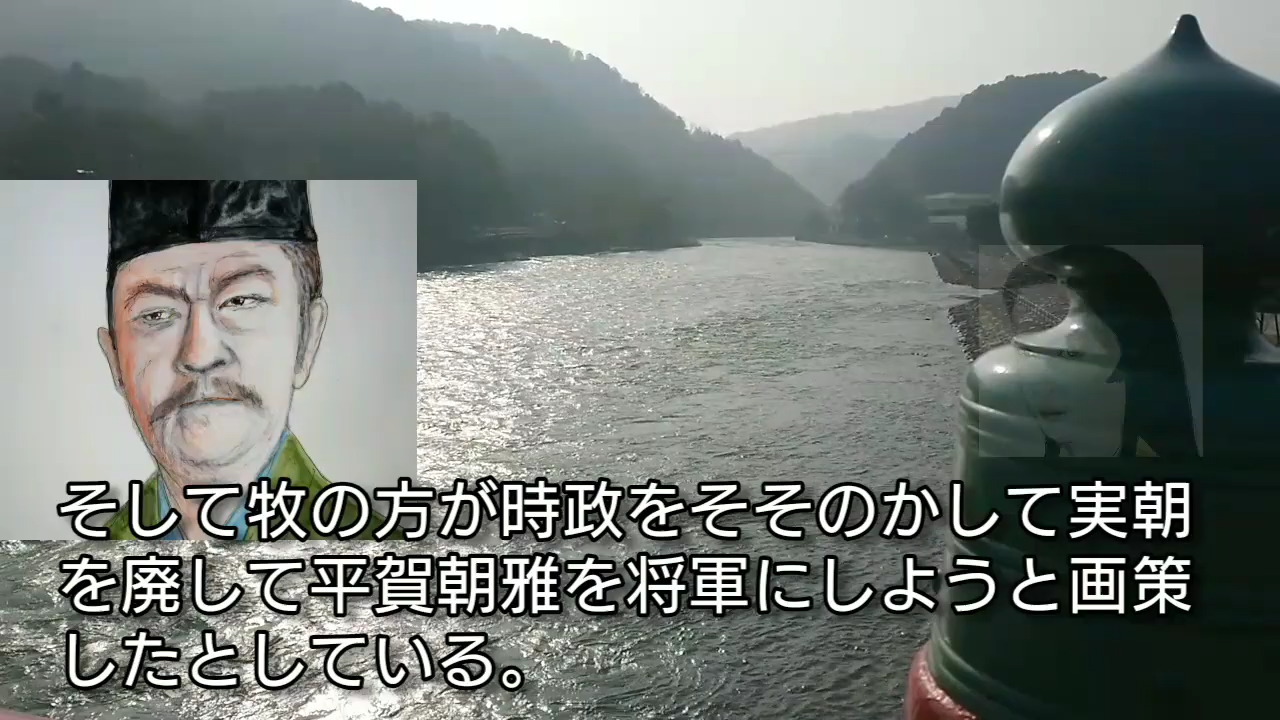 そして牧の方が時政をそそのかして実朝
を廃して平賀朝雅を将軍にしようと画策
したとしている。